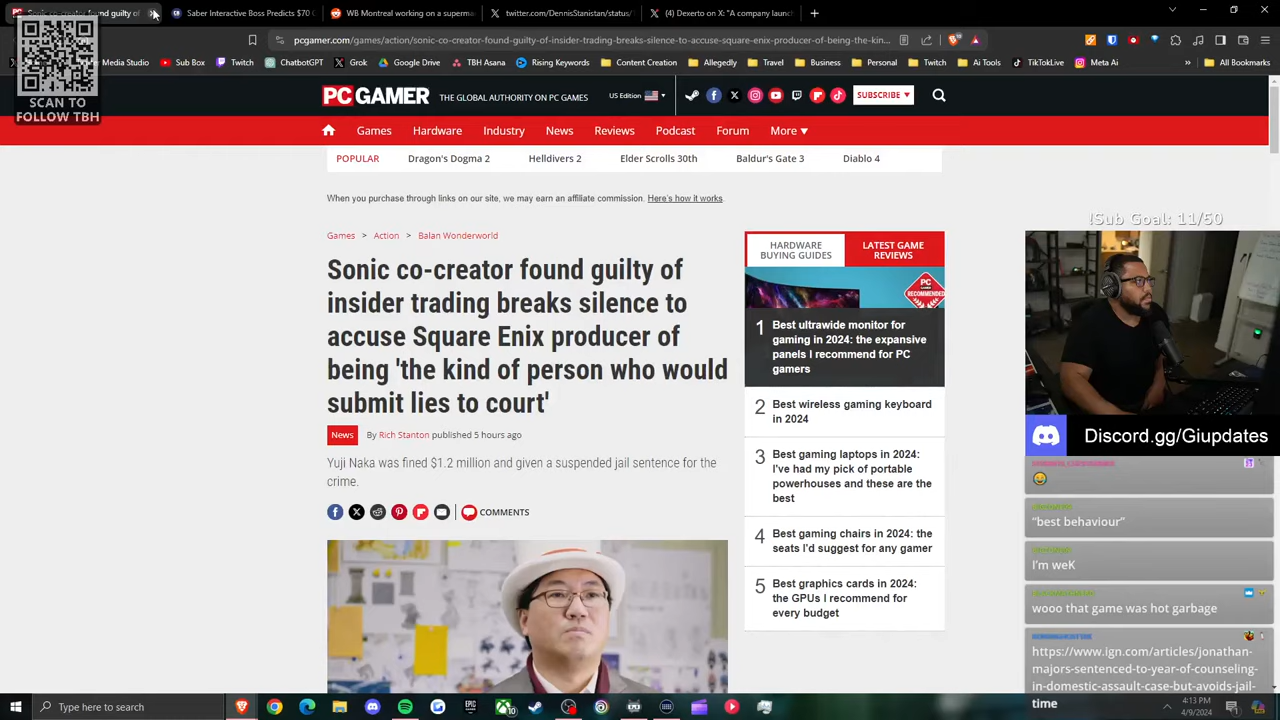 co-creator found guilty of
Saber Interactive Boss Predicts $70 G
WB Montreal working a superma
twitter.com/DennisStanistan/status/
(4) Dexerto on X: "A company launch
pcgamer.com/games/action/sonic-co-creator-found-guilty-of-insider-trading-breaks-silence-to-accuse-square-enix-producer-of-being-the-kin...
Media Studio
Sub Box
Twitch
ChatbotGPT
Grok
Google Drive
TBH Asana
Rising Keywords
Content Creation
Allegedly
Travel
Business
Personal
Twitch
Ai Tools
TikTokLive
Meta Ai
»
All Bookmarks
SCAN TO
FOLLOW TBH
PC GAMER
THE GLOBAL AUTHORITY ON PC GAMES
US Edition
SUBSCRIBE
Games
Hardware
Industry
News
Reviews
Podcast
Forum
More
POPULAR
Dragon's Dogma 2
Helldivers 2
Elder Scrolls 30th
Baldur's Gate 3
Diablo 4
When you purchase through links on our site, we may earn an affiliate commission. Here's how it works.
Games > Action > Balan Wonderworld
Sonic co-creator found guilty of
insider trading breaks silence to
accuse Square Enix producer of
being 'the kind of person who would
submit lies to court'
News
By Rich Stanton published 5 hours ago
Yuji Naka was fined $1.2 million and given a suspended jail sentence for the
crime.
COMMENTS
HARDWARE
BUYING GUIDES
LATEST GAME
REVIEWS
PC
GAMER
RECOMMENDED
1 Best ultrawide monitor for
gaming in 2024: the expansive
panels I recommend for PC
gamers
2 Best wireless gaming keyboard
in 2024
3 Best gaming laptops in 2024:
I've had my pick of portable
powerhouses and these are the
best
4 Best gaming chairs in 2024: the
seats I'd suggest for any gamer
5 Best graphics cards in 2024:
the GPUs I recommend for
every budget
!Sub Goal: 11/50
Discord.gg/Giupdates
“best behaviour”
I’m weK
wooo that game was hot garbage
https://www.ign.com/articles/jonathan-
majors-sentenced-to-year-of-counseling-
in-domestic-assault-case-but-avoids-jail-
time
Type here to search
4:13 PM
4/9/2024